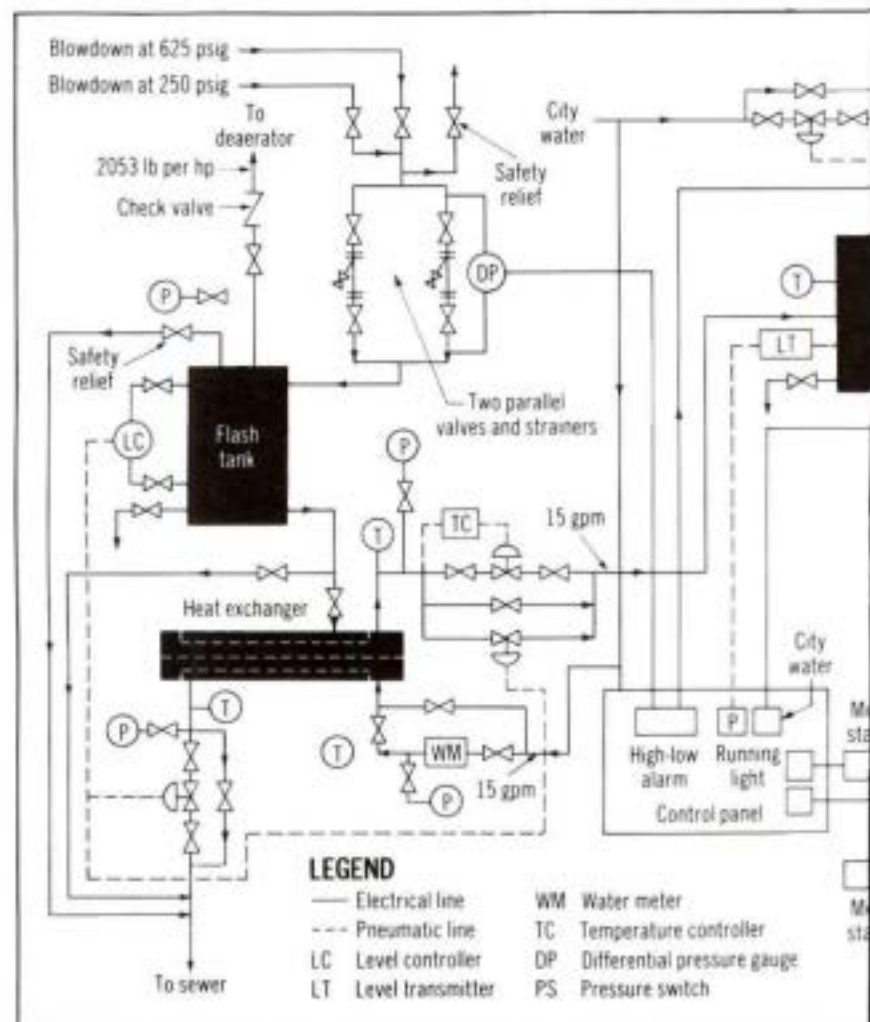 Blowdown at 625 psig
Blowdown at 250 psig
To
deaerator
2053 lb per hp
Check valve
City
water
Safety
relief
P
DP
T
LT
Safety
relief
LC
Flash
tank
Two parallel
valves and strainers
P
T
TC
15 gpm
Heat exchanger
City
water
T
P
T
WM
15 gpm
P
P
High-low
alarm
Running
light
Control panel
LEGEND
Electrical line
Pneumatic line
LC Level controller
LT Level transmitter
WM Water meter
TC Temperature controller
DP Differential pressure gauge
PS Pressure switch
To sewer